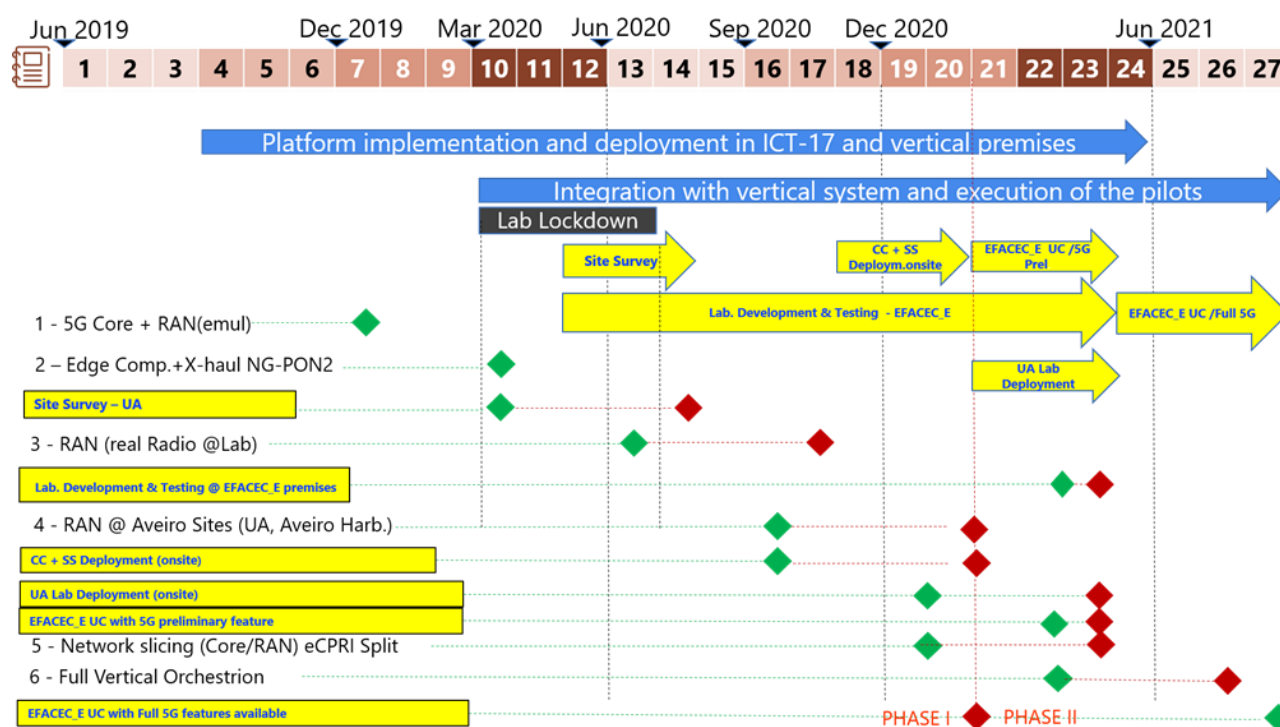 Jun 2019 Dec 2019 Mar 2020 Jun 2020 Sep 2020 Dec 2020 Jun 2021
1 2 3 4 5 6 7 8 9 10 11 12 13 14 15 16 17 18 19 20 21 22 23 24 25 26 27
Platform implementation and deployment in ICT-17 and vertical premises
Integration with vertical system and execution of the pilots
Lab Lockdown
Site Survey
CC + SS
Deploym.onsite
EFACEC_E UC /5G
Prel
Lab. Development & Testing - EFACEC_E
EFACEC_E UC /Full 5G
UA Lab
Deployment
1 - 5G Core + RAN(emul)
2 – Edge Comp.+X-haul NG-PON2
Site Survey – UA
3 - RAN (real Radio @Lab)
Lab. Development & Testing @ EFACEC_E premises
4 - RAN @ Aveiro Sites (UA, Aveiro Harb.)
CC + SS Deployment (onsite)
UA Lab Deployment (onsite)
EFACEC_E UC with 5G preliminary feature
5 - Network slicing (Core/RAN) eCPRI Split
6 - Full Vertical Orchestrion
EFACEC_E UC with Full 5G features available
PHASE I PHASE II